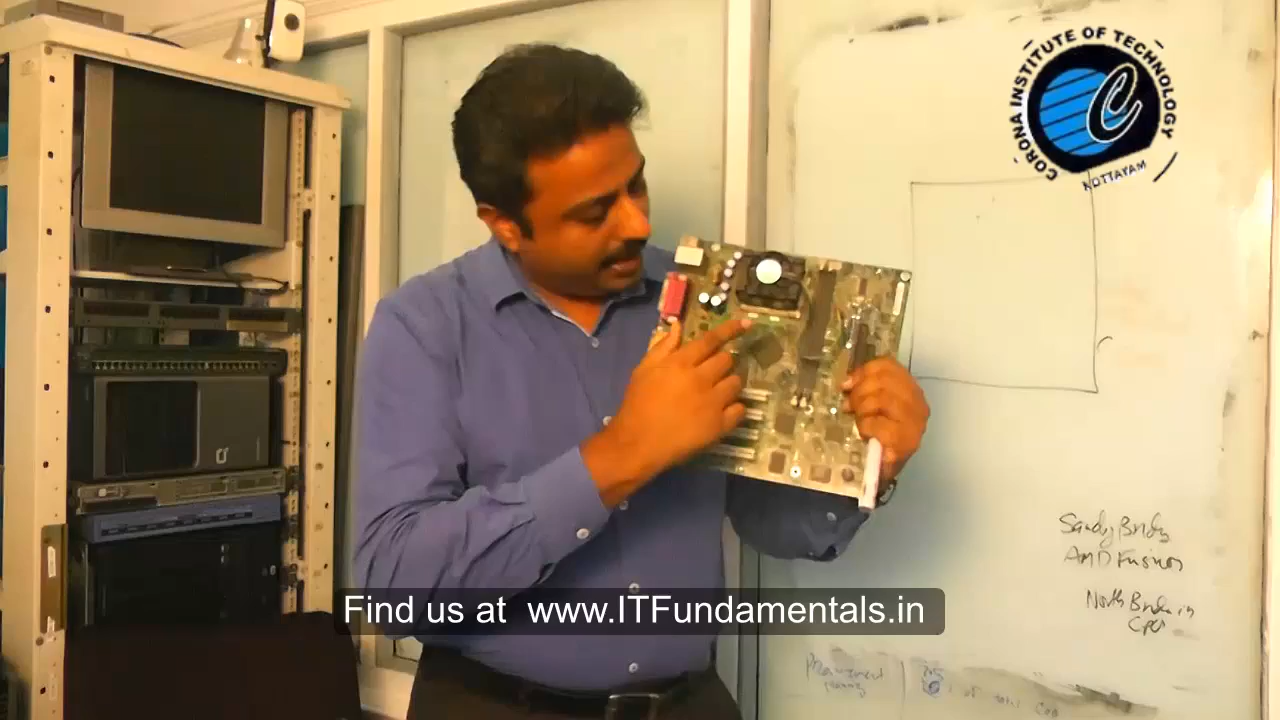 CORONA INSTITUTE OF TECHNOLOGY
KOTTAYAM
Sandy Bridge
AMD Fusion
North Bridge in
CPU
Find us at www.ITFundamentals.in